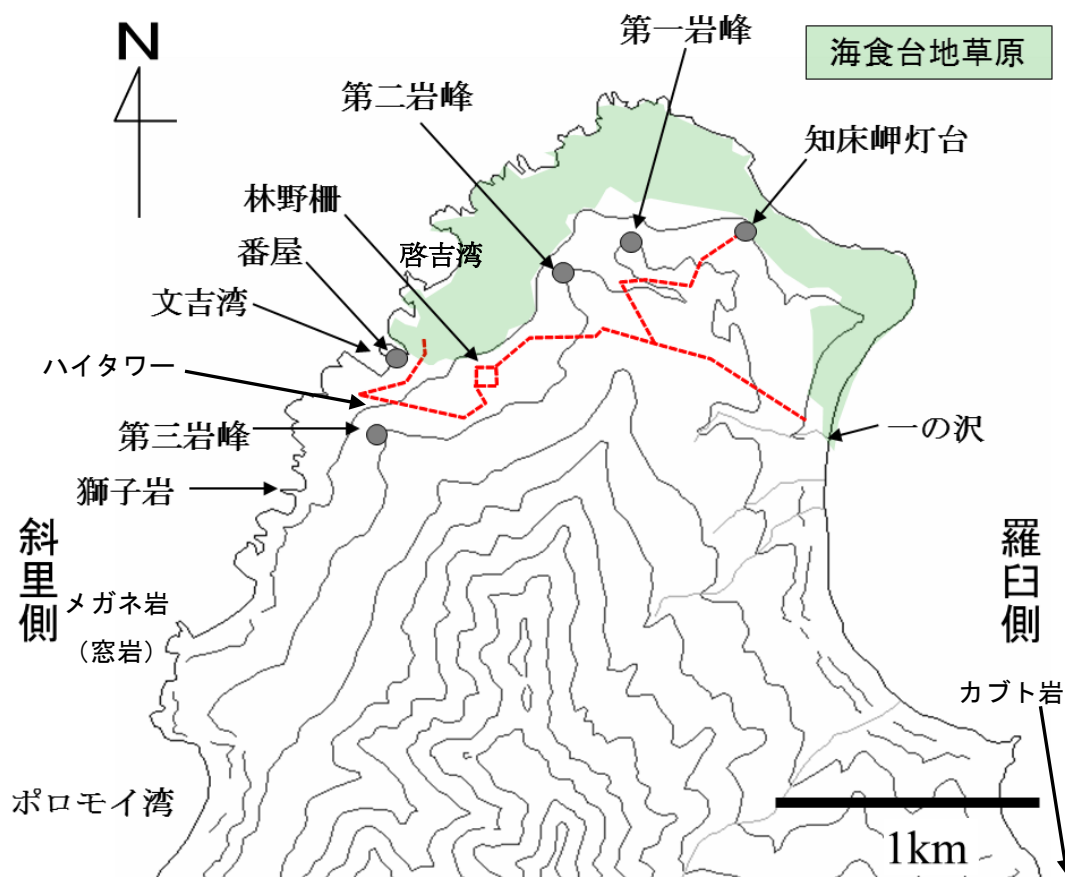 N
第一岩峰
海食台地草原
第二岩峰
知床岬灯台
林野柵
番屋
啓吉湾
文吉湾
ハイタワー
第三岩峰
一の沢
獅子岩
斜里側
羅臼側
メガネ岩
（窓岩）
カブト岩
ポロモイ湾
1km